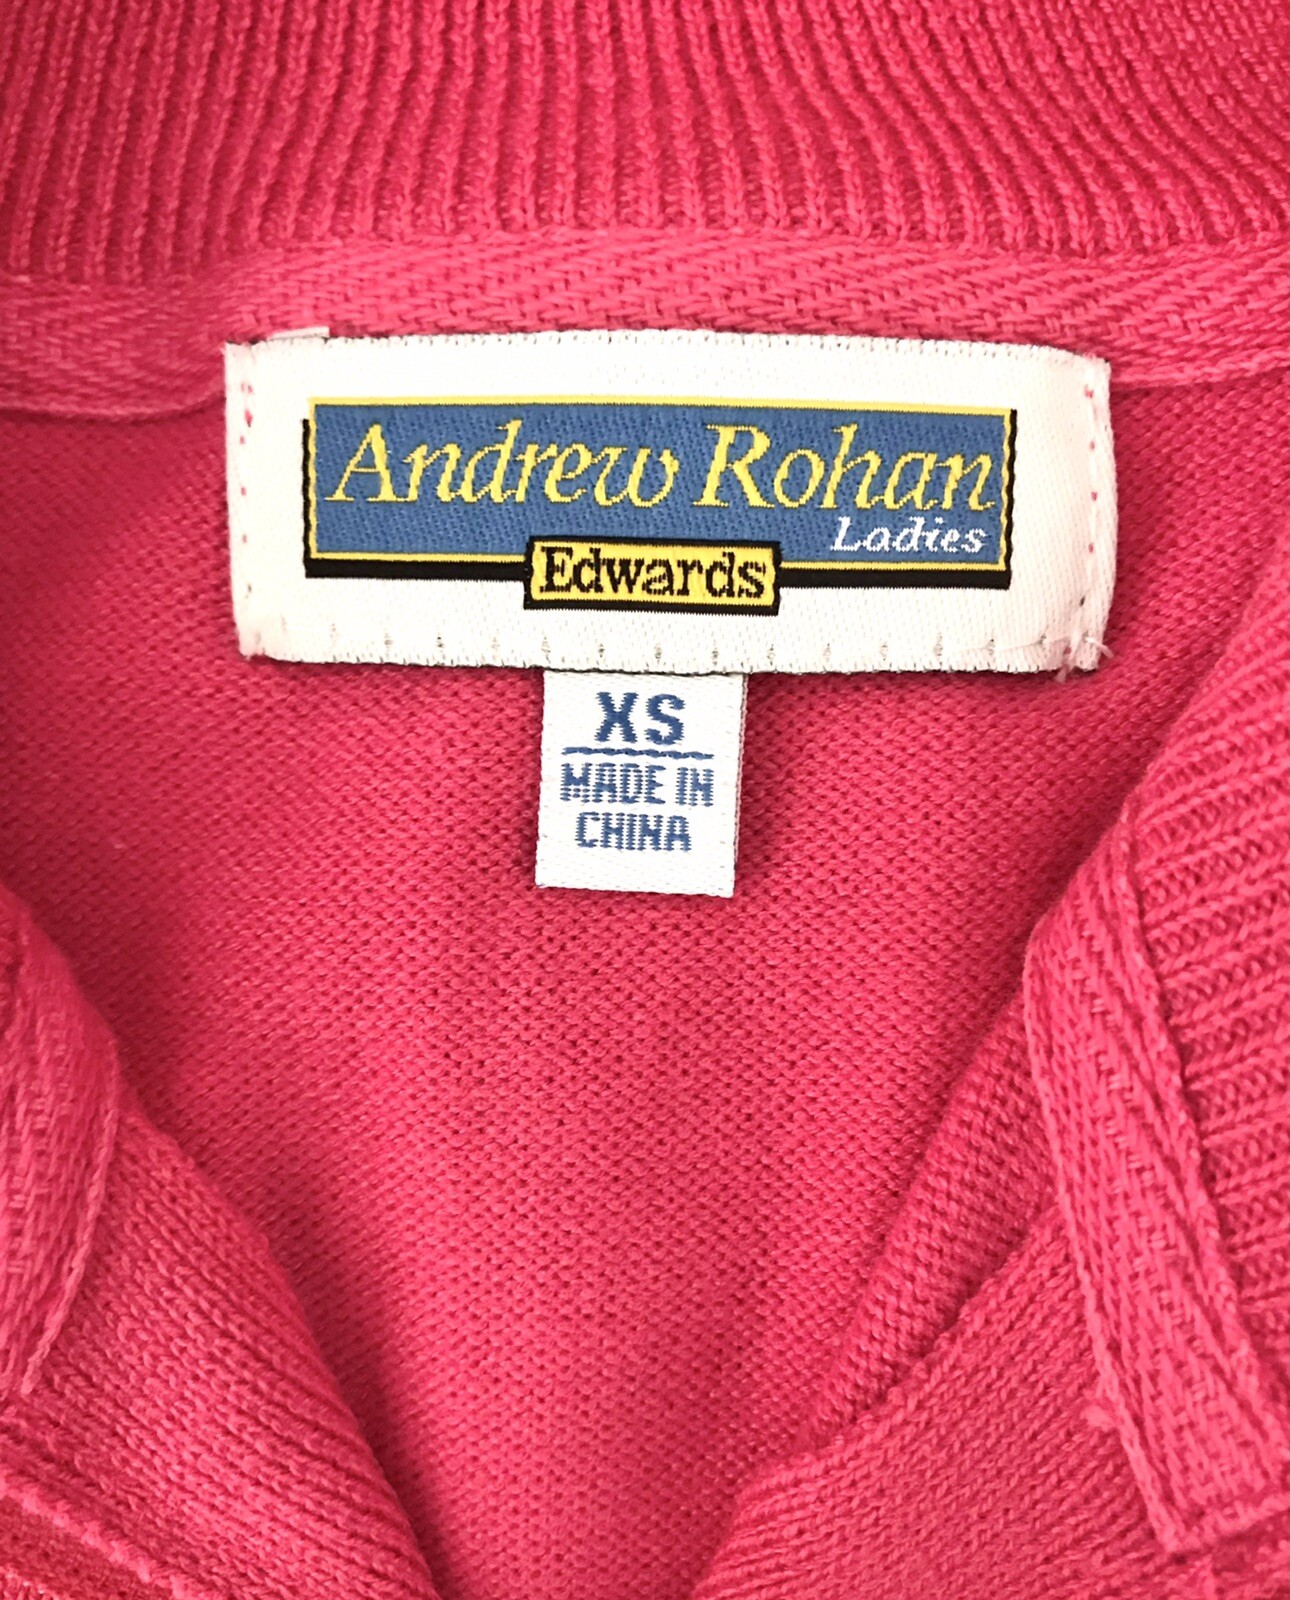 Andrew Rohan
Ladies
Edwards
XS
MADE IN
CHINA